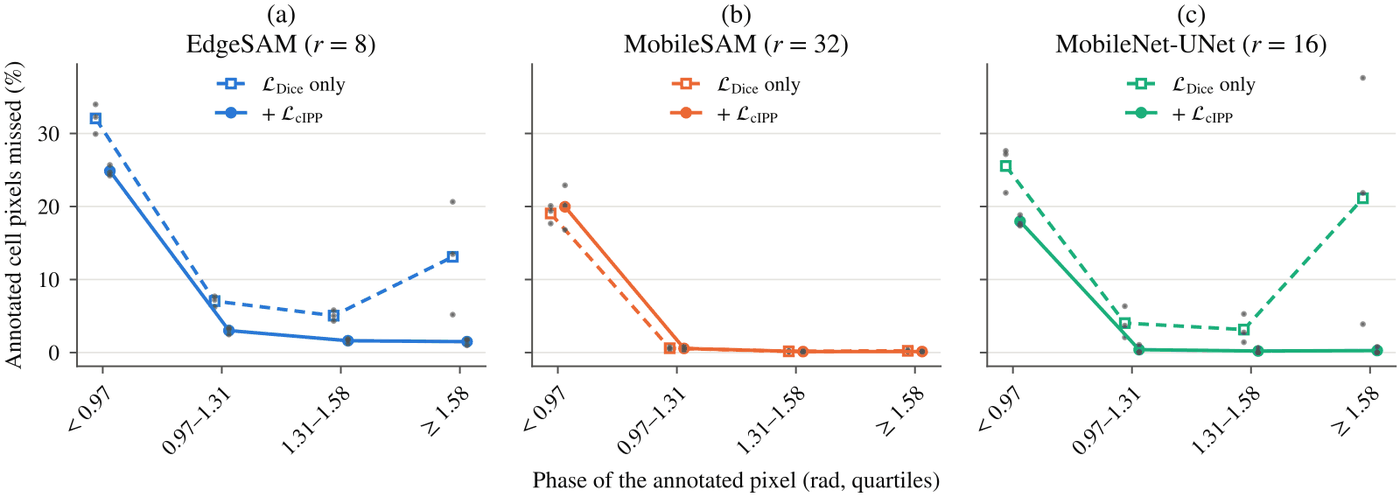 (a)
EdgeSAM (r = 8)
(b)
MobileSAM (r = 32)
(c)
MobileNet-UNet (r = 16)
Annotated cell pixels missed (%)
30
20
10
0
ℒDice only
+ ℒcIPP
ℒDice only
+ ℒcIPP
ℒDice only
+ ℒcIPP
< 0.97
0.97–1.31
1.31–1.58
≥ 1.58
< 0.97
0.97–1.31
1.31–1.58
≥ 1.58
< 0.97
0.97–1.31
1.31–1.58
≥ 1.58
Phase of the annotated pixel (rad, quartiles)